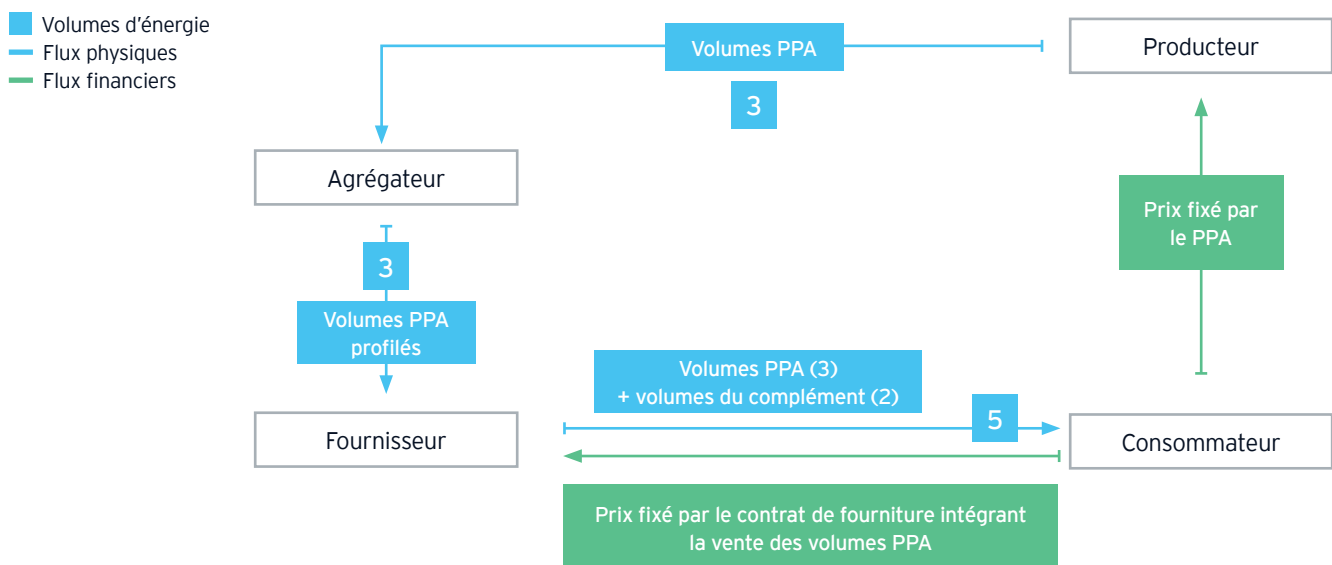 Volumes d'énergie
Flux physiques
Flux financiers
Volumes PPA
3
Producteur
Agrégateur
Prix fixé par
le PPA
3
Volumes PPA
profilés
Volumes PPA (3)
+ volumes du complément (2)
5
Fournisseur
Consommateur
Prix fixé par le contrat de fourniture intégrant
la vente des volumes PPA